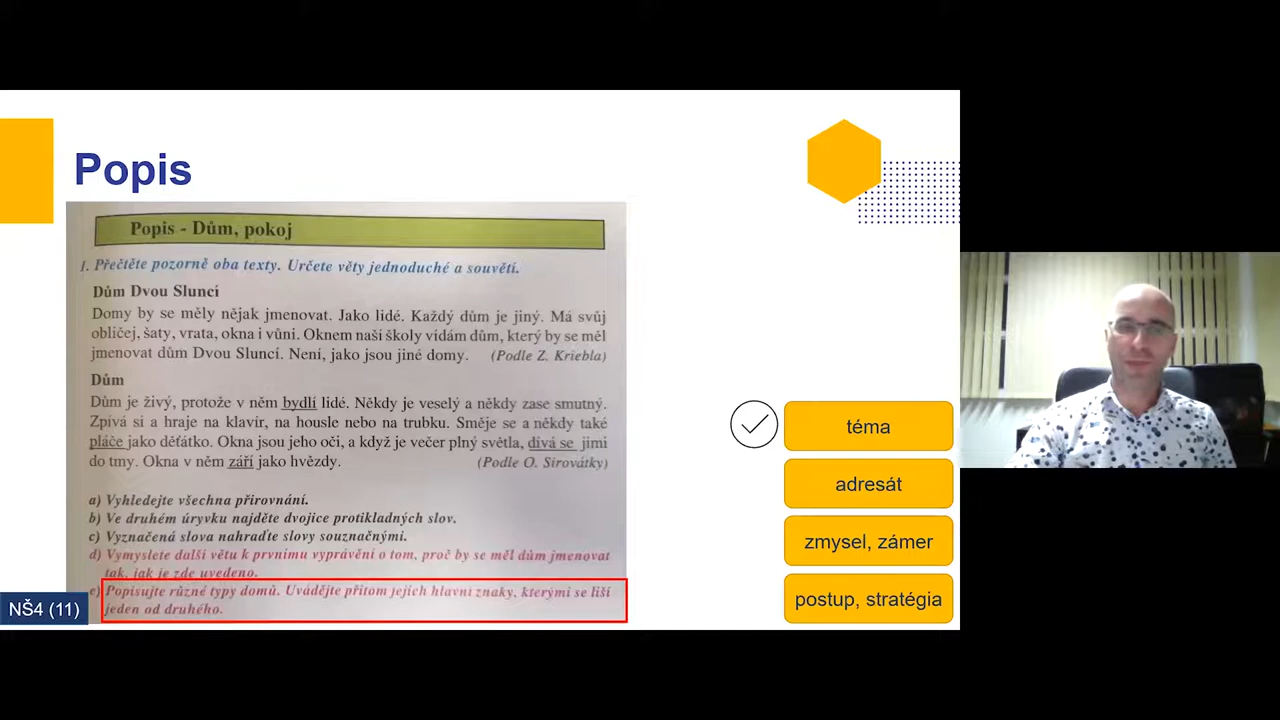 Popis
Popis - Dům, pokoj
1. Přečtěte pozorně oba texty. Určete věty jednoduché a souvětí.
Dům Dvou Sluncí
Domy by se měly nějak jmenovat. Jako lidé. Každý dům je jiný. Má svůj
obličej, šaty, vrata, okna i vůni. Oknem naší školy vídám dům, který by se měl
jmenovat dům Dvou Sluncí. Není, jako jsou jiné domy. (Podle Z. Kriebla)
Dům
Dům je živý, protože v něm bydlí lidé. Někdy je veselý a někdy zase smutný.
Zpívá si a hraje na klavír, na housle nebo na trubku. Směje se a někdy také
pláče jako děťátko. Okna jsou jeho oči, a když je večer plný světla, dívá se jimi
do tmy. Okna v něm září jako hvězdy. (Podle O. Sirovátky)
a) Vyhledejte všechna přirovnání.
b) Ve druhém úryvku najděte dvojice protikladných slov.
c) Vyznačená slova nahraďte slovy souznačnými.
d) Vymyslete další větu k prvnímu vyprávění o tom, proč by se měl dům jmenovat
tak, jak je zde uvedeno.
e) Popisujte různé typy domů. Uvádějte přitom jejich hlavní znaky, kterými se liší
jeden od druhého.
NŠ4 (11)
téma
adresát
zmysel, zámer
postup, stratégia